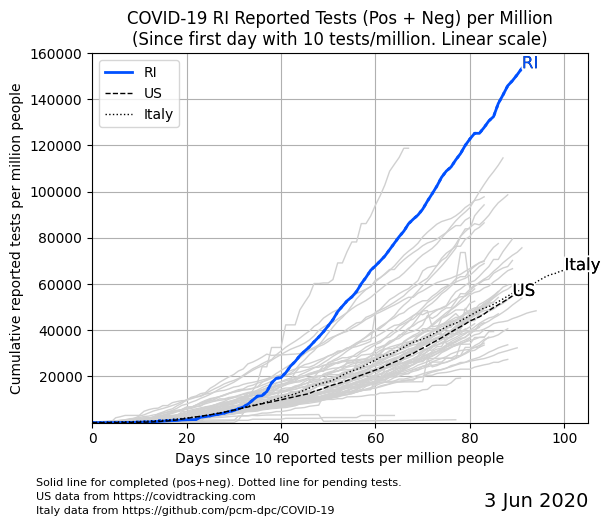 COVID-19 RI Reported Tests (Pos + Neg) per Million
(Since first day with 10 tests/million. Linear scale)
Cumulative reported tests per million people
160000
140000
120000
100000
80000
60000
40000
20000
RI
US
Italy
RI
Italy
US
0
20
40
60
80
100
Days since 10 reported tests per million people
Solid line for completed (pos+neg). Dotted line for pending tests.
US data from https://covidtracking.com
Italy data from https://github.com/pcm-dpc/COVID-19
3 Jun 2020